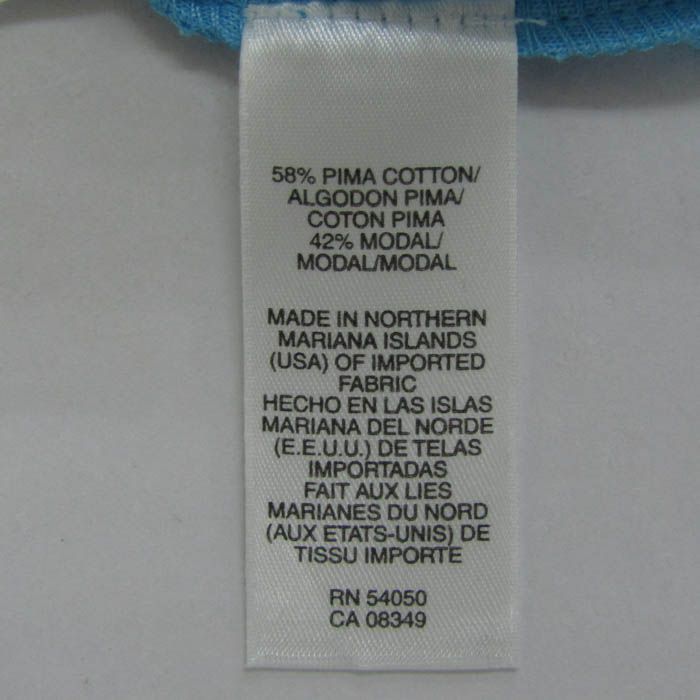 58% PIMA COTTON/
ALGODON PIMA/
COTON PIMA
42% MODAL/
MODAL/MODAL
MADE IN NORTHERN
MARIANA ISLANDS
(USA) OF IMPORTED
FABRIC
HECHO EN LAS ISLAS
MARIANA DEL NORDE
(E.E.U.U.) DE TELAS
IMPORTADAS
FAIT AUX LIES
MARIANES DU NORD
(AUX ETATS-UNIS) DE
TISSU IMPORTE
RN 54050
CA 08349